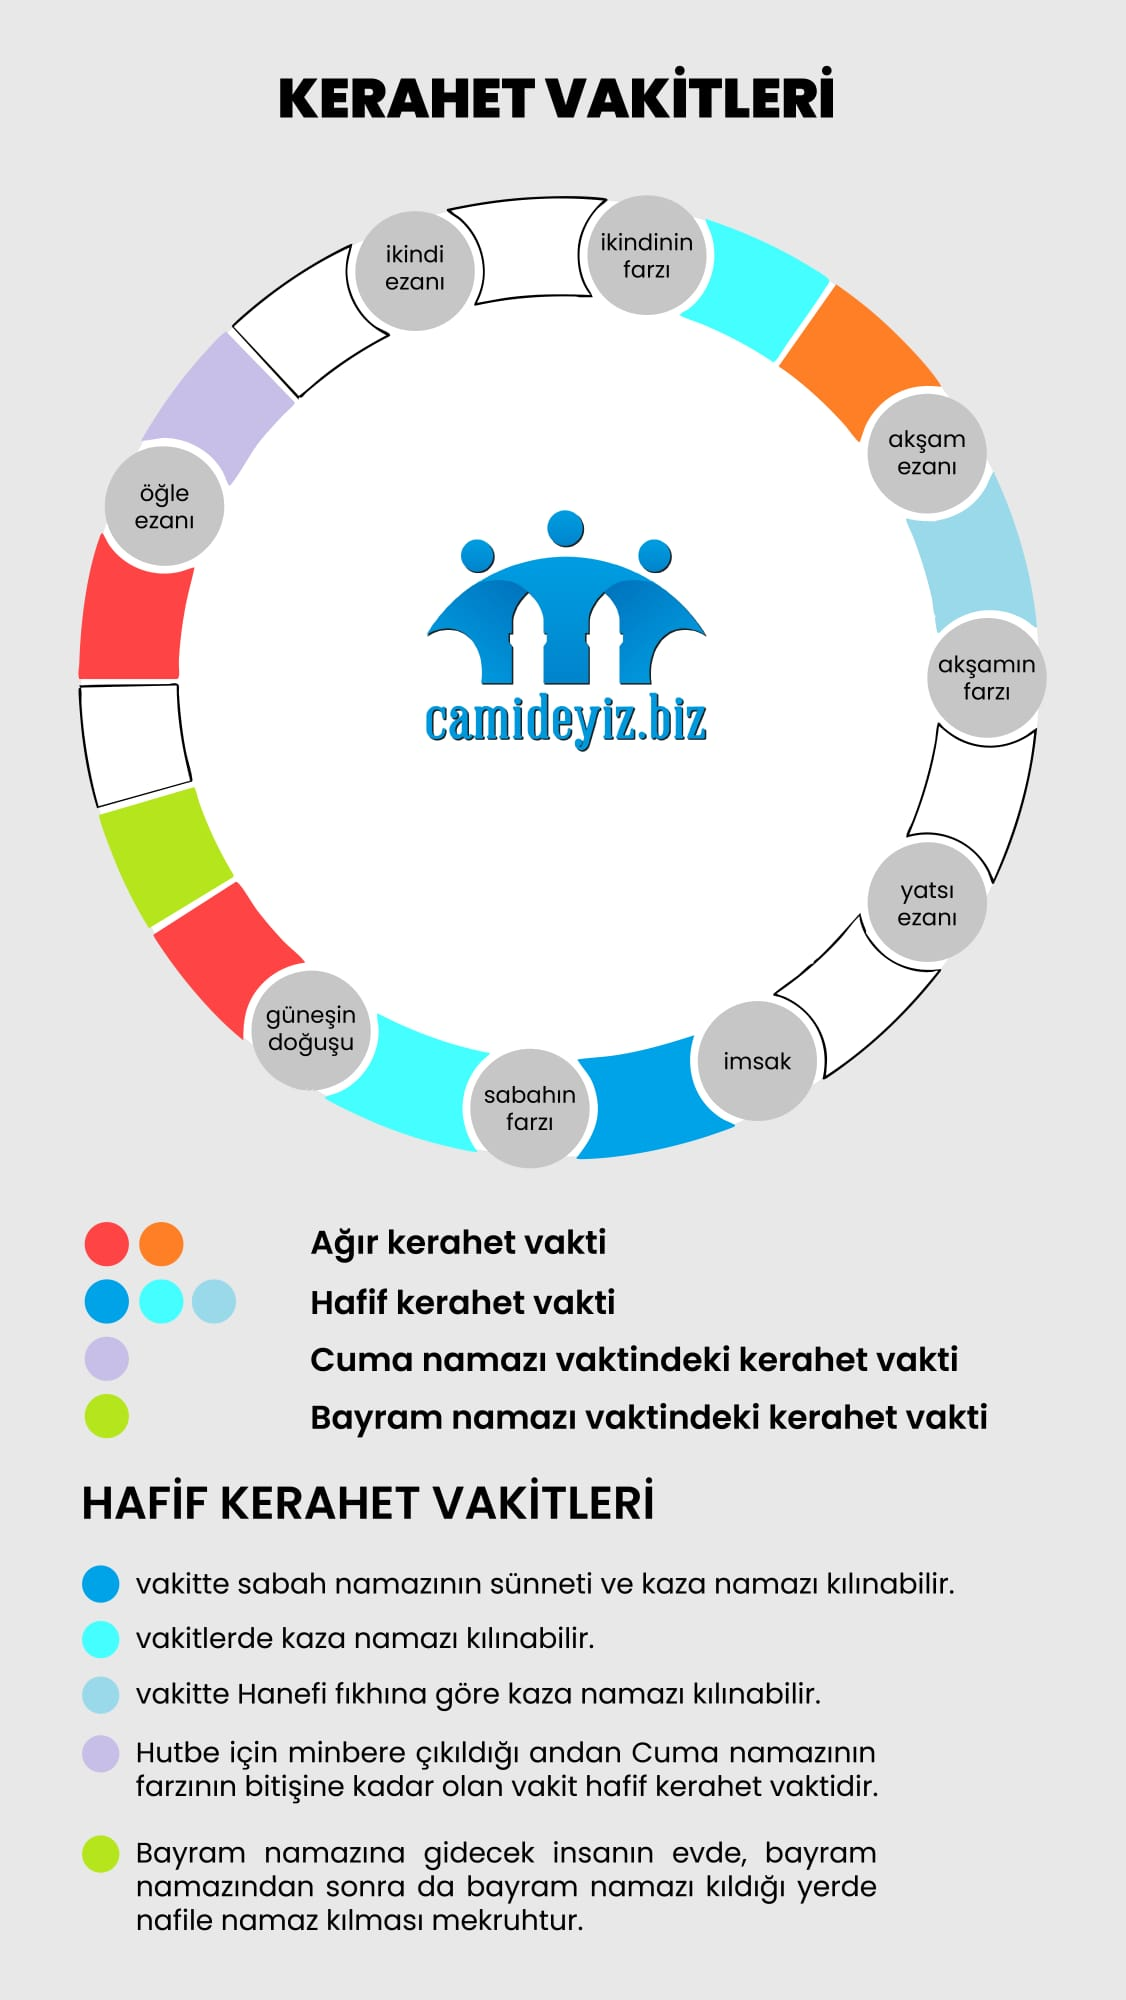 KERAHET VAKİTLERİ
ikindi
ezanı
ikindinin
farzı
akşam
ezanı
öğle
ezanı
camideyiz.biz
akşamın
farzı
yatsı
ezanı
güneşin
doğuşu
imsak
sabahın
farzı
Ağır kerahet vakti
Hafif kerahet vakti
Cuma namazı vaktindeki kerahet vakti
Bayram namazı vaktindeki kerahet vakti
HAFİF KERAHET VAKİTLERİ
vakitte sabah namazının sünneti ve kaza namazı kılınabilir.
vakitlerde kaza namazı kılınabilir.
vakitte Hanefi fıkhına göre kaza namazı kılınabilir.
Hutbe için minbere çıkıldığı andan Cuma namazının
farzının bitişine kadar olan vakit hafif kerahet vaktidir.
Bayram namazına gidecek insanın evde, bayram
namazından sonra da bayram namazı kıldığı yerde
nafile namaz kılması mekruhtur.